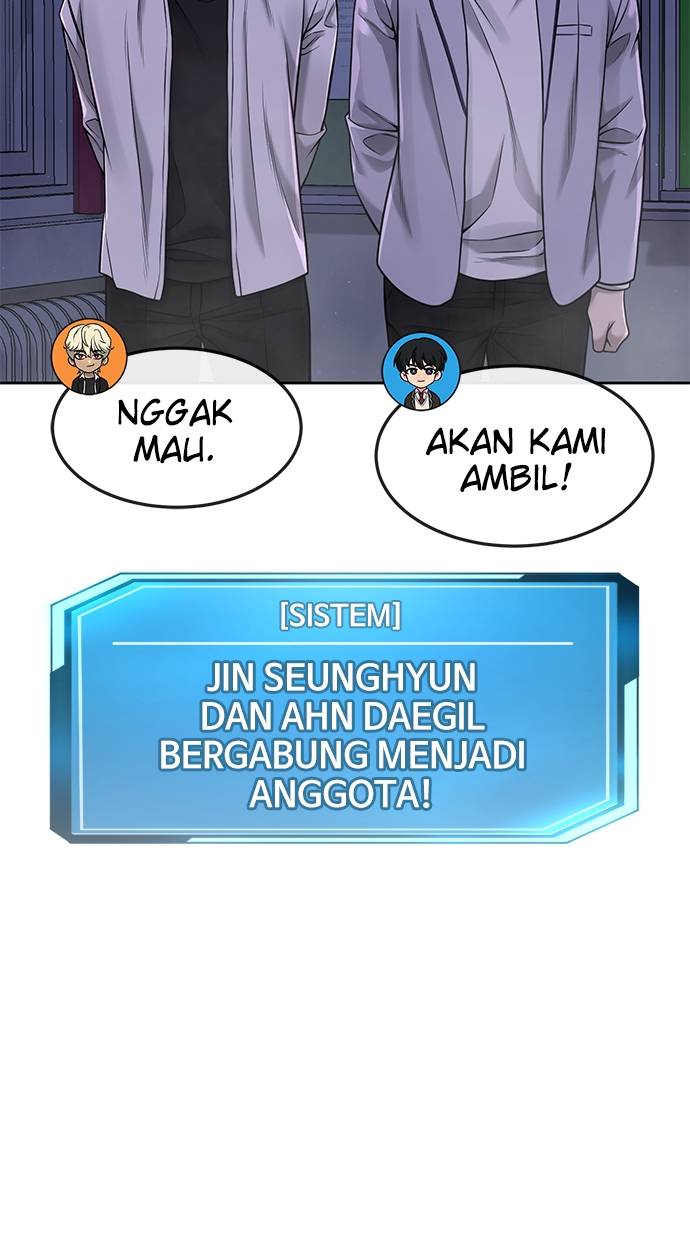 NGGAK
MAU.
AKAN KAMI
AMBIL!
[SISTEM]
JIN SEUNGHYUN
DAN AHN DAEGIL
BERGABUNG MENJADI
ANGGOTA!